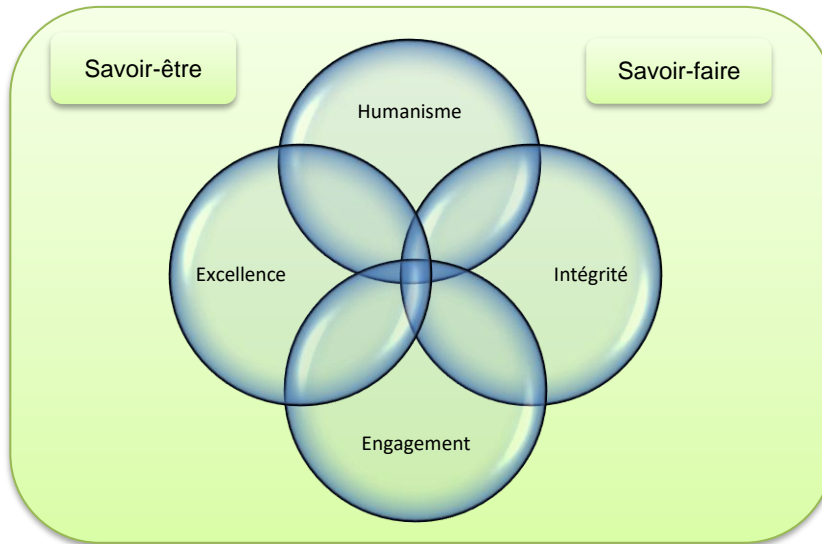 Savoir-être
Savoir-faire
Humanisme
Excellence
Intégrité
Engagement